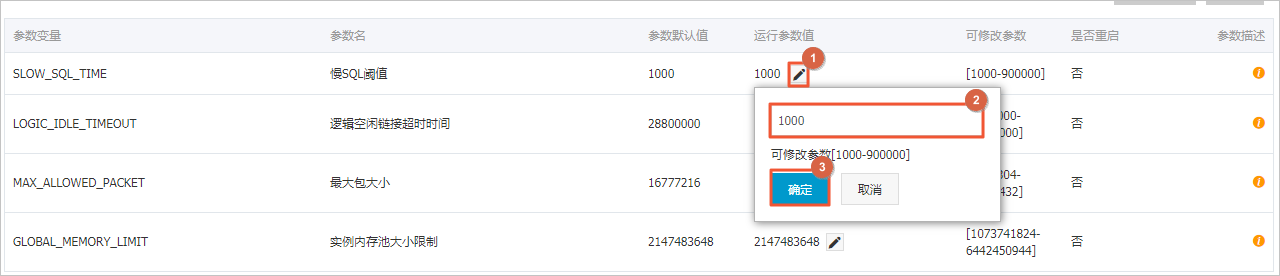 参数变量 参数名 参数默认值 运行参数值 可修改参数 是否重启 参数描述
1
SLOW_SQL_TIME 慢SQL阈值 1000 1000 [1000-900000] 否
2
1000
LOGIC_IDLE_TIMEOUT 逻辑空闲链接超时时间 28800000 否
可修改参数[1000-900000]
3
MAX_ALLOWED_PACKET 最大包大小 16777216 否
确定 取消
GLOBAL_MEMORY_LIMIT 实例内存池大小限制 2147483648 2147483648 [1073741824-
6442450944] 否